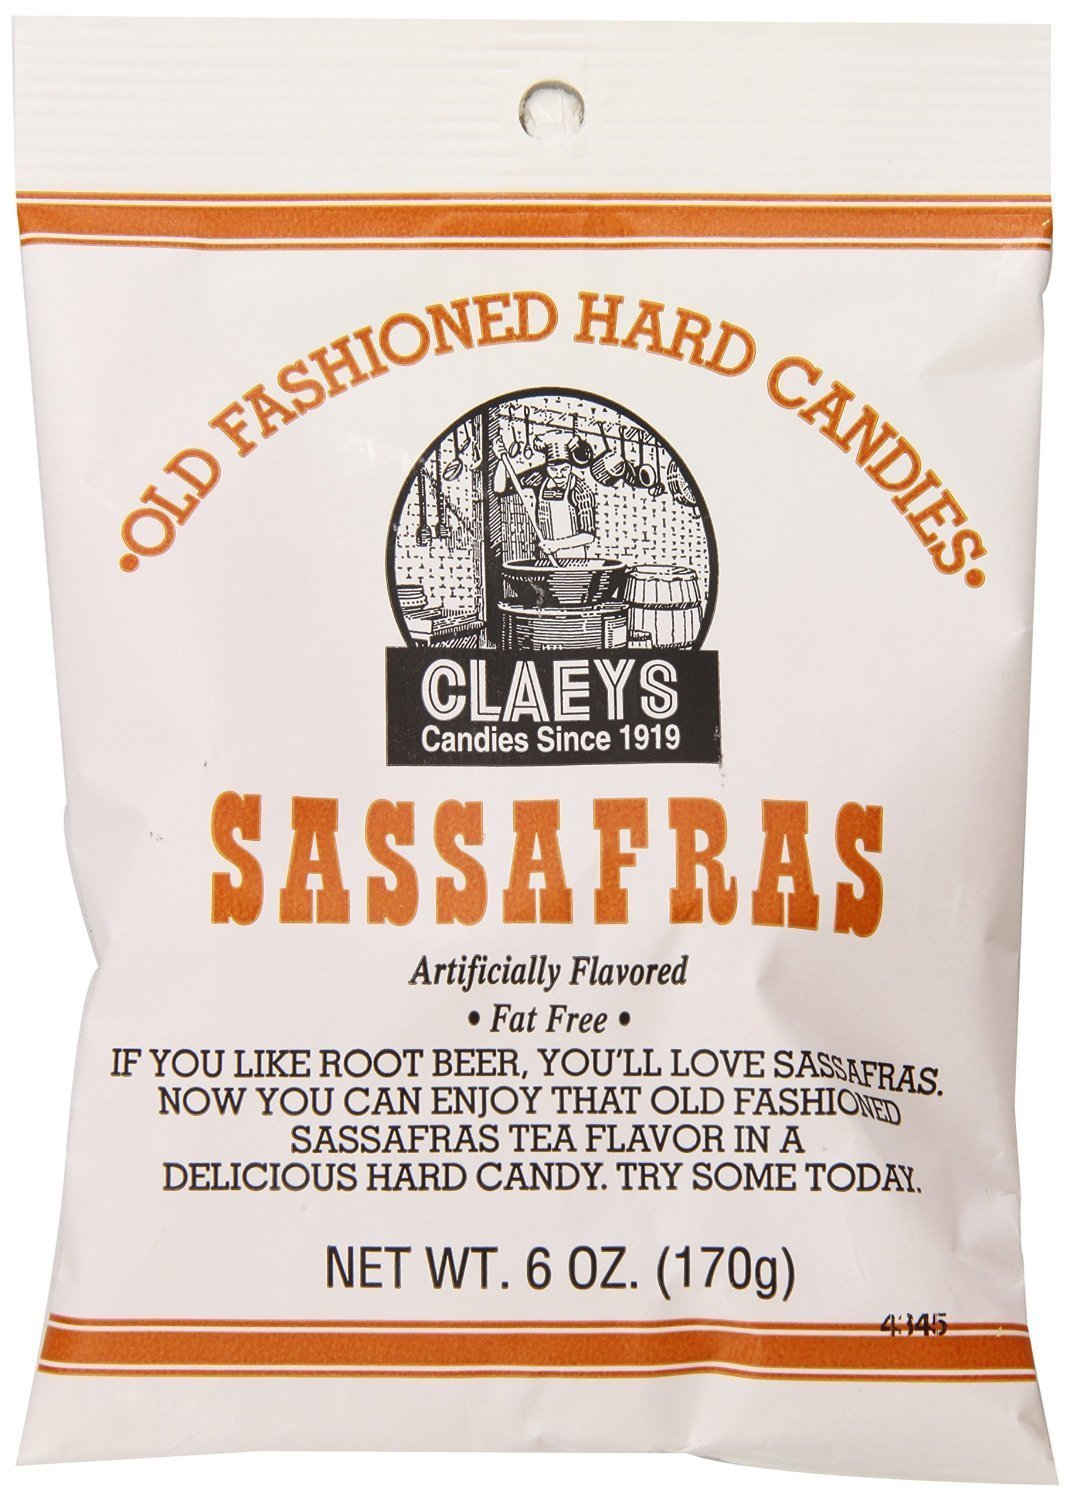 •OLD FASHIONED HARD CANDIES•
CLAEYS
Candies Since 1919
SASSAFRAS
Artificially Flavored
• Fat Free •
IF YOU LIKE ROOT BEER, YOU'LL LOVE SASSAFRAS.
NOW YOU CAN ENJOY THAT OLD FASHIONED
SASSAFRAS TEA FLAVOR IN A
DELICIOUS HARD CANDY. TRY SOME TODAY.
NET WT. 6 OZ. (170g)
4345